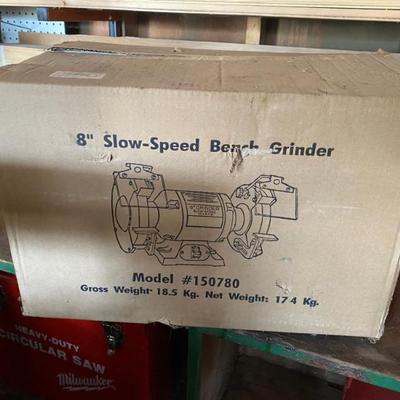 8" Slow-Speed Bench Grinder
Model #150780
Gross Weight 18.5 Kg. Net Weight: 17.4 Kg.
HEAVY-DUTY
CIRCULAR SAW
Milwaukee